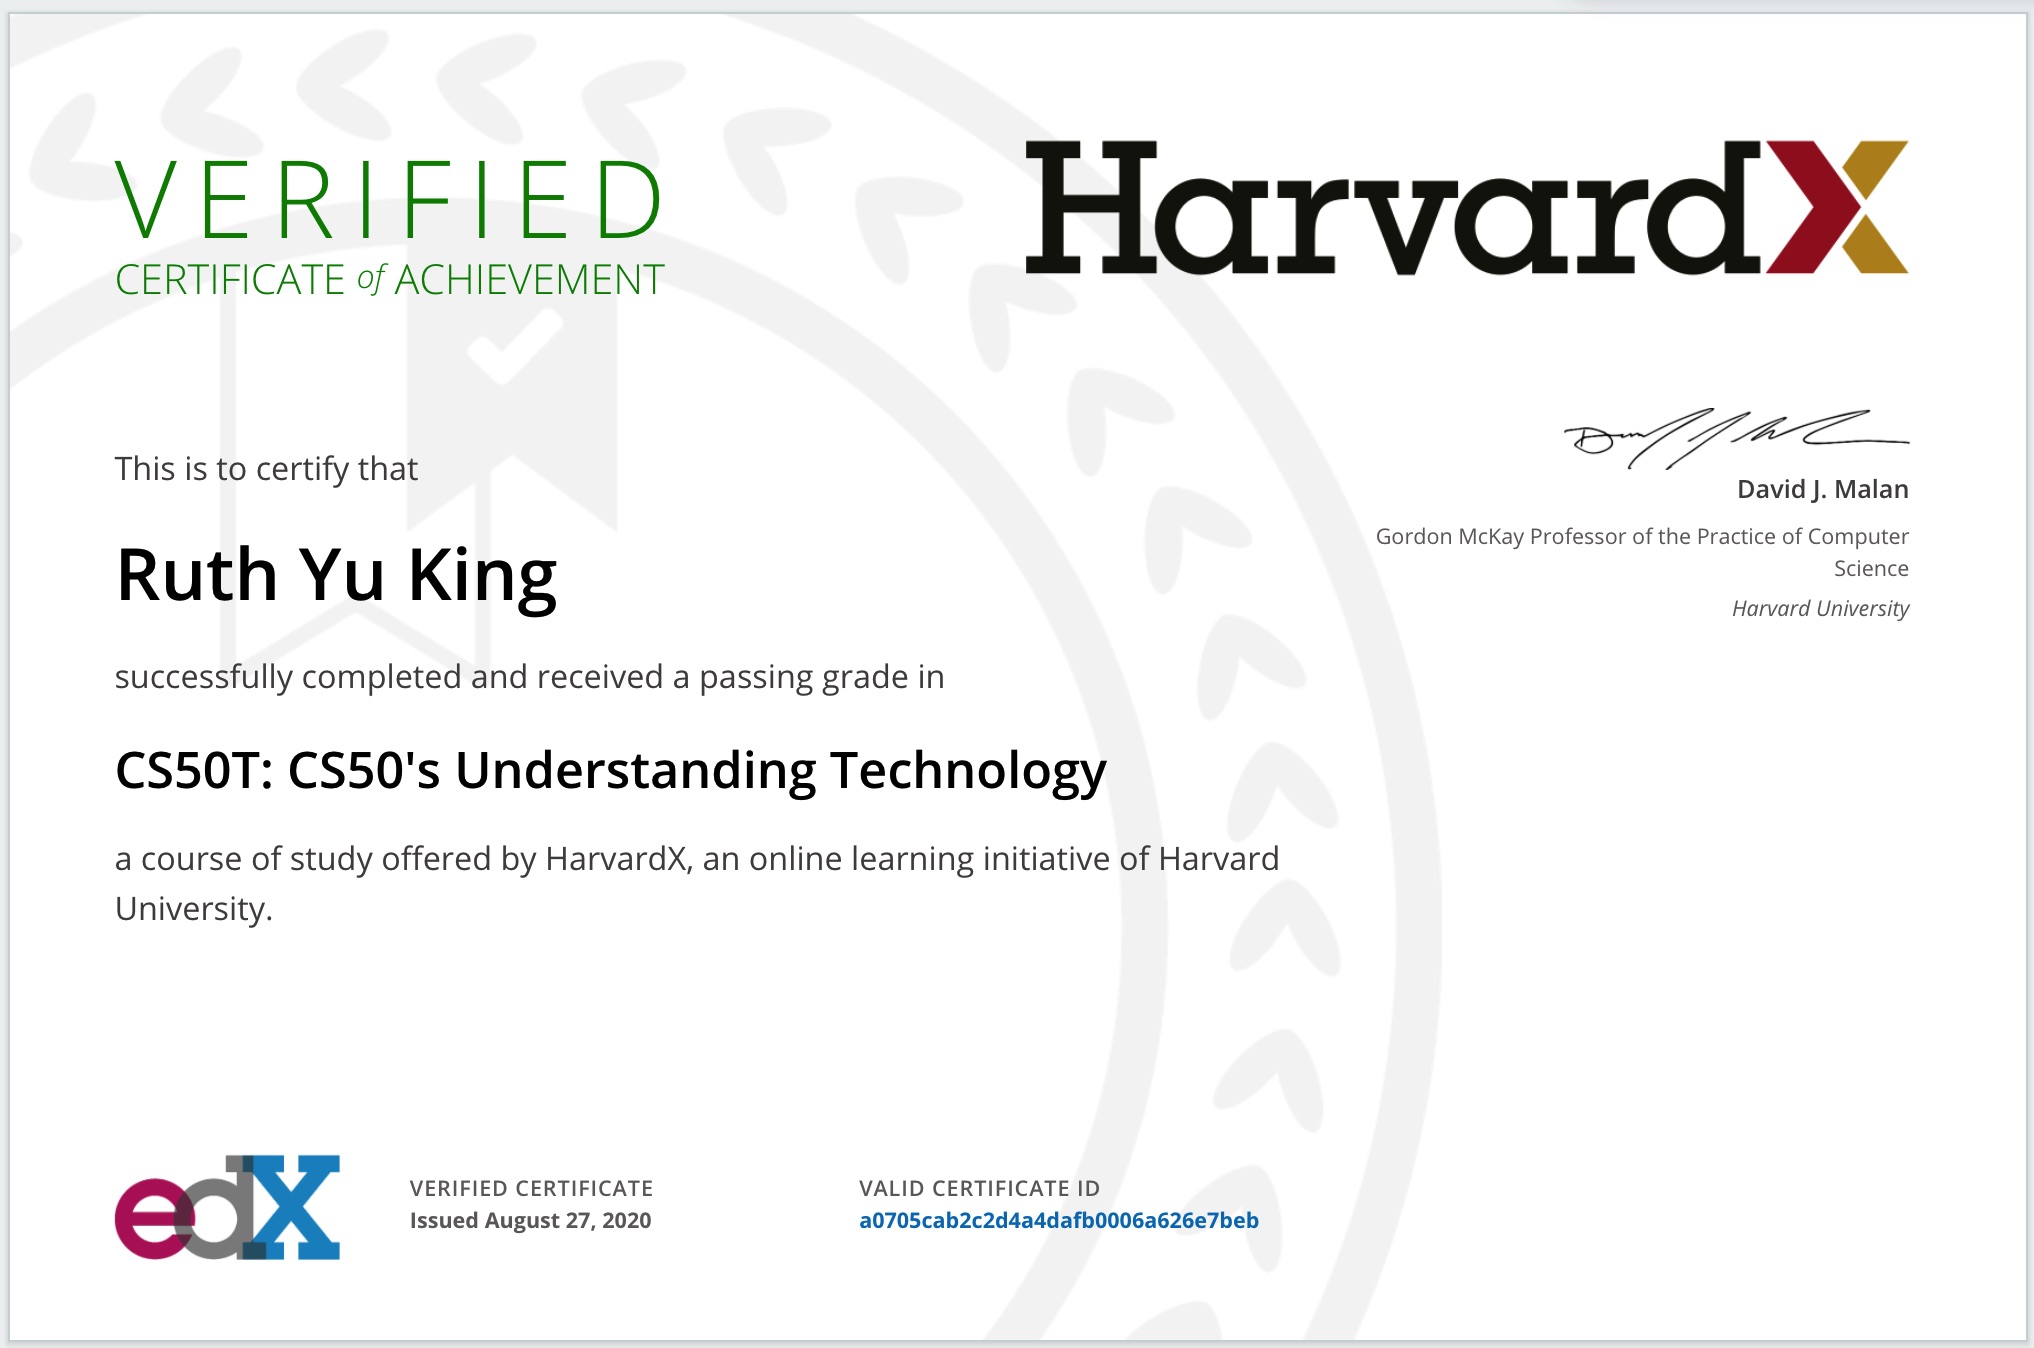 VERIFIED
CERTIFICATE of ACHIEVEMENT
HarvardX
This is to certify that
Ruth Yu King
successfully completed and received a passing grade in
CS50T: CS50's Understanding Technology
a course of study offered by HarvardX, an online learning initiative of Harvard
University.
David J. Malan
Gordon McKay Professor of the Practice of Computer
Science
Harvard University
edX
VERIFIED CERTIFICATE
Issued August 27, 2020
VALID CERTIFICATE ID
a0705cab2c2d4a4dafb0006a626e7beb